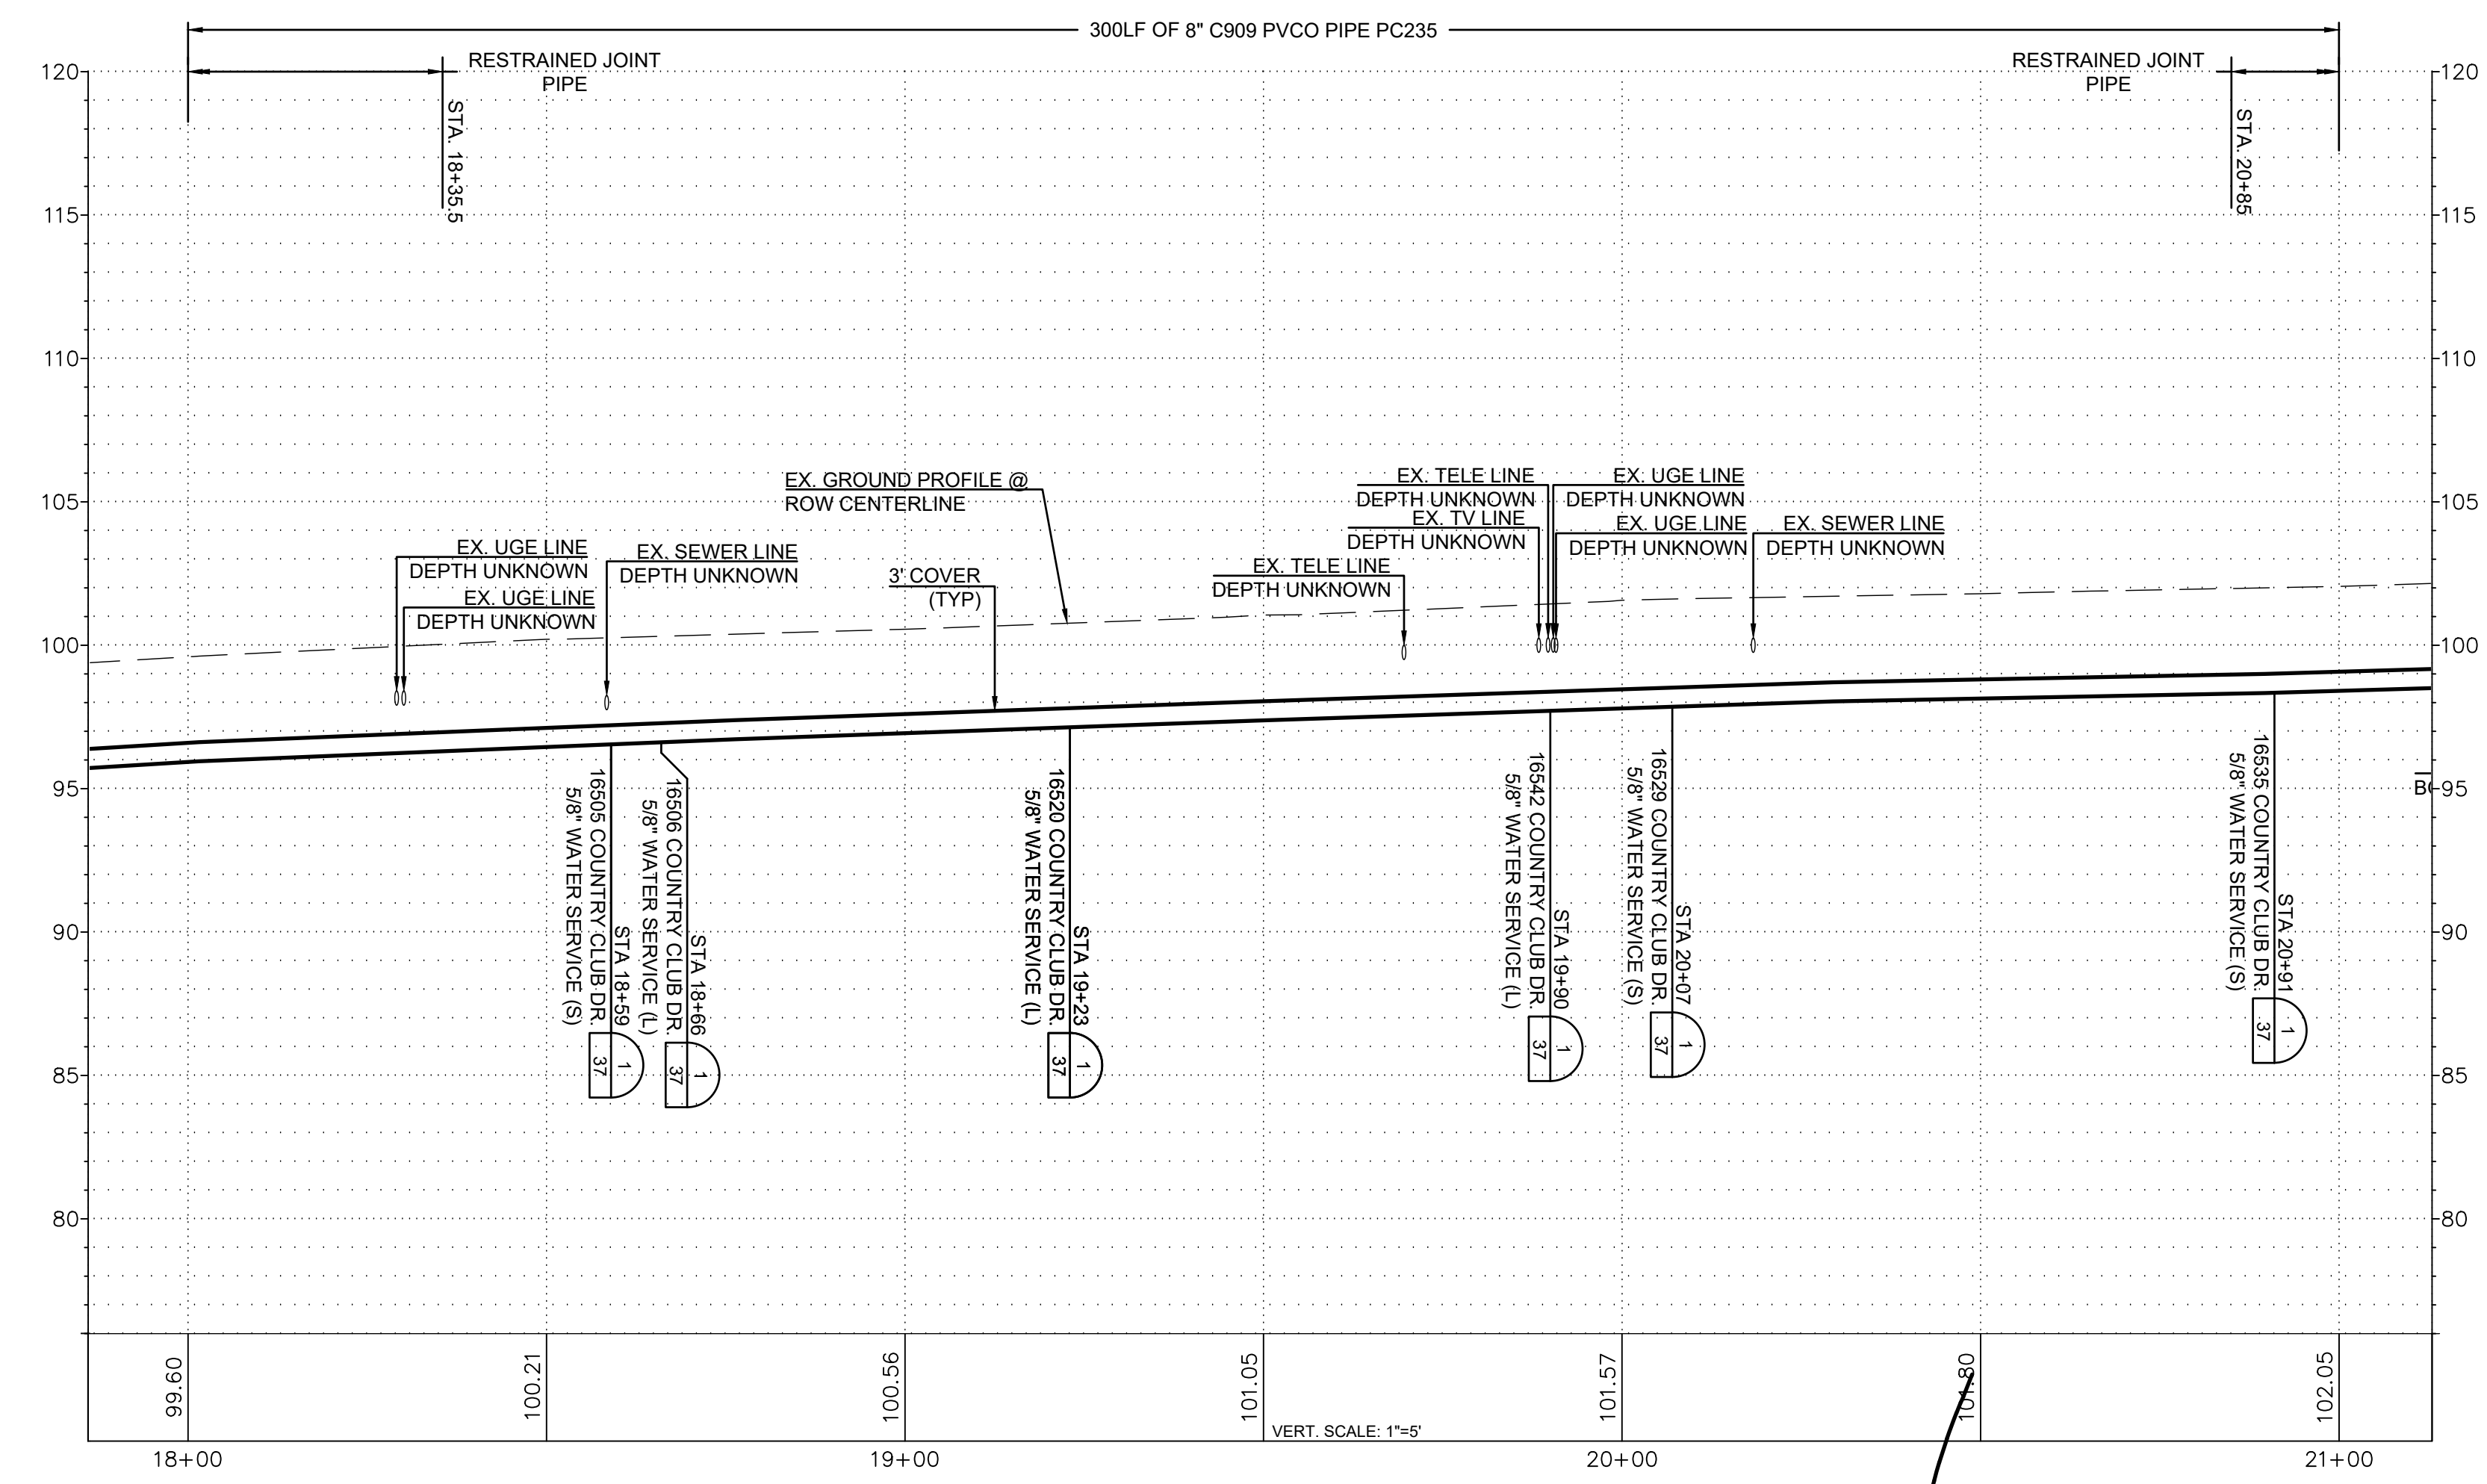 300LF OF 8" C909 PVCO PIPE PC235
RESTRAINED JOINT
PIPE
RESTRAINED JOINT
PIPE
STA. 18+35.5
STA. 20+85
120
115
110
105
100
95
90
85
80
120
115
110
105
100
95
90
85
80
EX. UGE LINE
DEPTH UNKNOWN
EX. UGE LINE
DEPTH UNKNOWN
EX. SEWER LINE
DEPTH UNKNOWN
EX. GROUND PROFILE @
ROW CENTERLINE
3' COVER
(TYP)
EX. TELE LINE
DEPTH UNKNOWN
EX. TV LINE
DEPTH UNKNOWN
EX. TELE LINE
DEPTH UNKNOWN
EX. UGE LINE
DEPTH UNKNOWN
EX. UGE LINE
DEPTH UNKNOWN
EX. SEWER LINE
DEPTH UNKNOWN
STA 18+59
16505 COUNTRY CLUB DR.
5/8" WATER SERVICE (S)
1
37
STA 18+66
16506 COUNTRY CLUB DR.
5/8" WATER SERVICE (L)
1
37
STA 19+23
16520 COUNTRY CLUB DR.
5/8" WATER SERVICE (L)
1
37
STA 19+90
16542 COUNTRY CLUB DR.
5/8" WATER SERVICE (L)
1
37
STA 20+07
16529 COUNTRY CLUB DR.
5/8" WATER SERVICE (S)
1
37
STA 20+91
16535 COUNTRY CLUB DR.
5/8" WATER SERVICE (S)
1
37
99.60
100.21
100.56
101.05
101.57
101.80
102.05
VERT. SCALE: 1"=5'
18+00
19+00
20+00
21+00